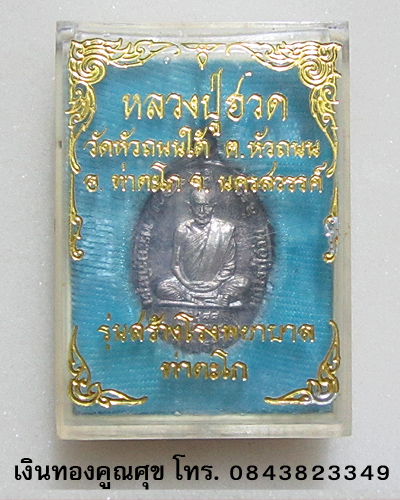 หลวงปู่ฮวด
วัดหัวถนนใต้ ต.หัวถนน
อ. ท่าตะโก จ. นครสวรรค์
รุ่นสร้างโรงพยาบาล
ท่าตะโก
เงินทองคูณศุข โทร. 0843823349